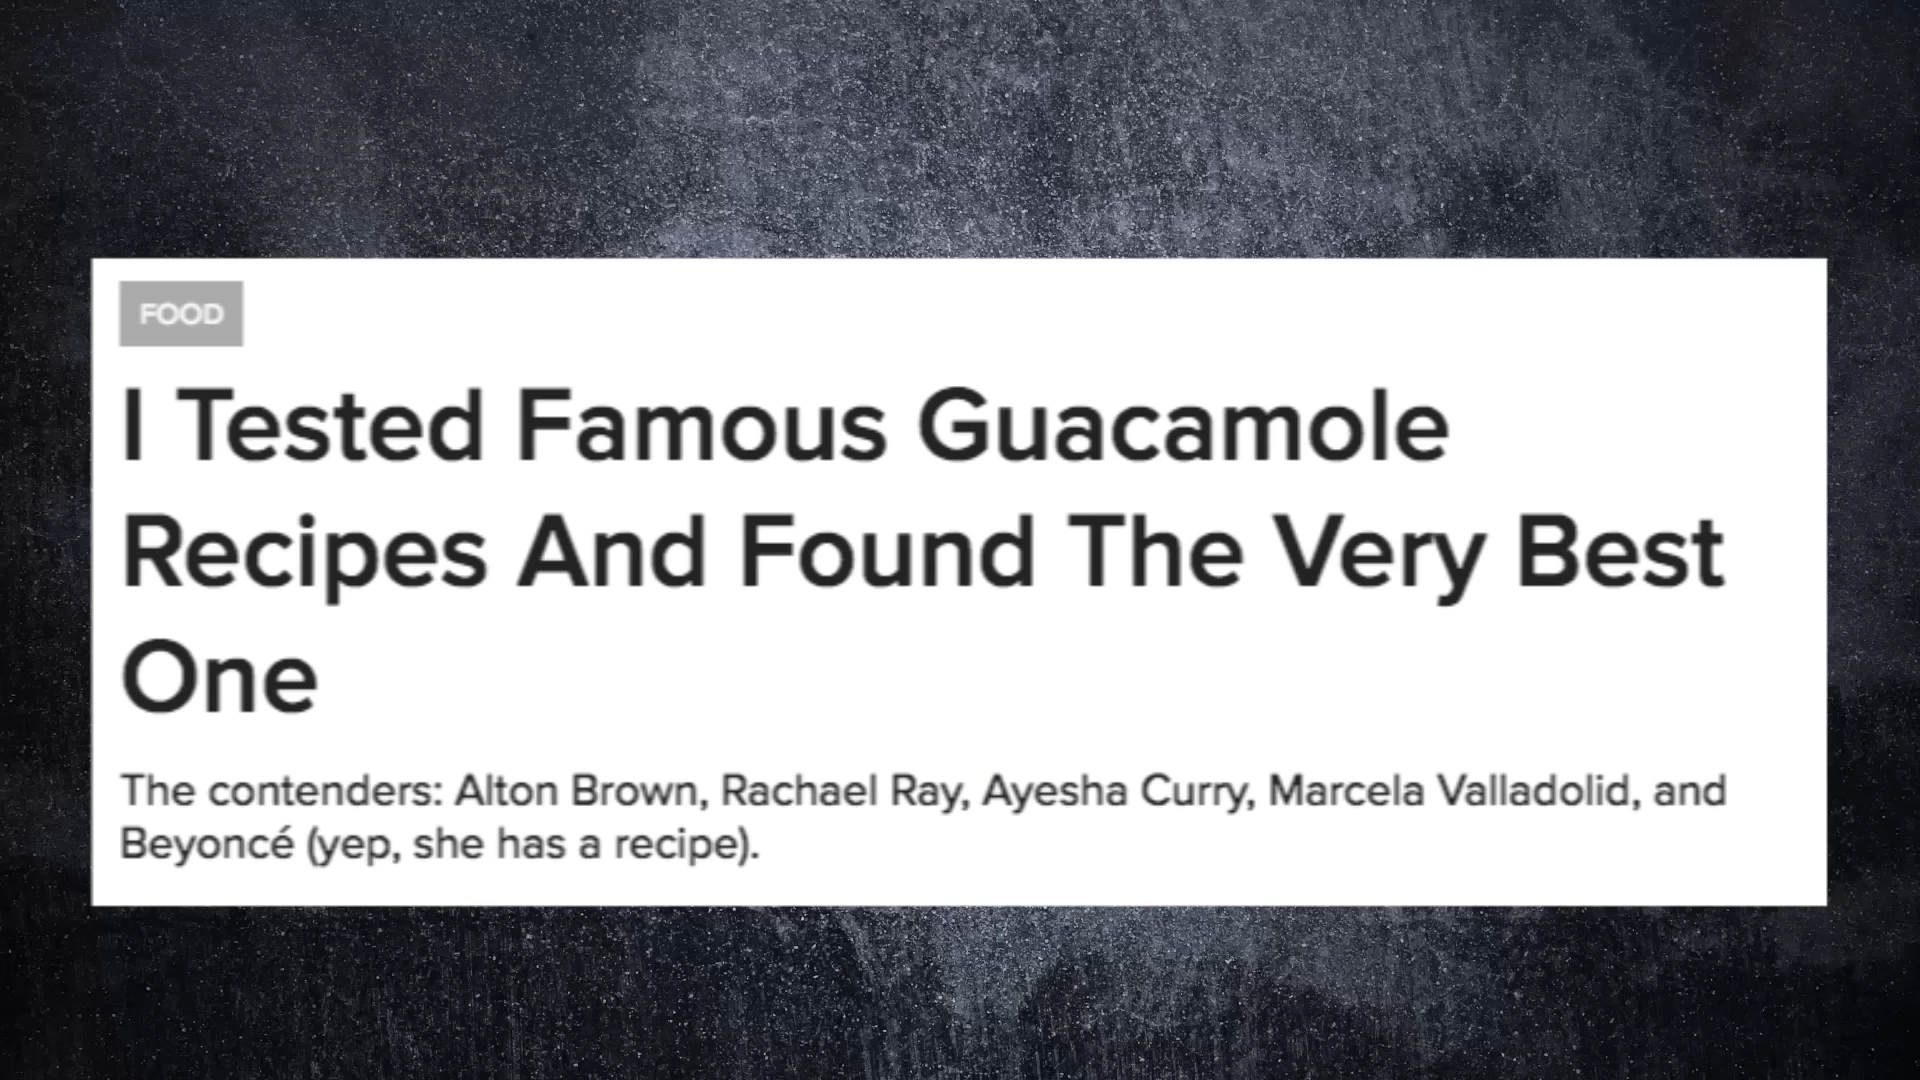 FOOD
I Tested Famous Guacamole
Recipes And Found The Very Best
One
The contenders: Alton Brown, Rachael Ray, Ayesha Curry, Marcela Valladolid, and
Beyoncé (yep, she has a recipe).